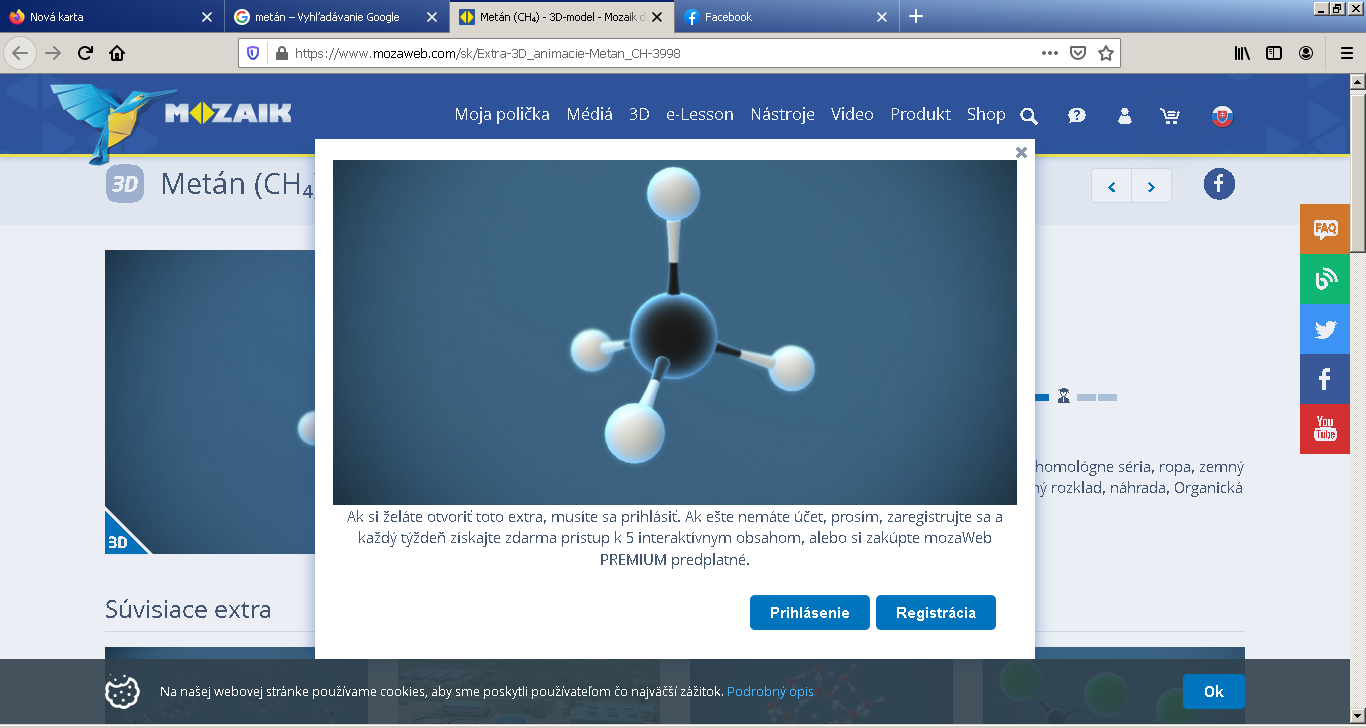 Nová karta
metán – Vyhľadávanie Google
Metán (CH₄) - 3D-model - Mozaik d
Facebook
https://www.mozaweb.com/sk/Extra-3D_animacie-Metan_CH-3998
MOZAIK
Moja polička Médiá 3D e-Lesson Nástroje Video Produkt Shop
3D Metán (CH₄)
FAQ
homológne séria, ropa, zemný
rozklad, náhrada, Organická
You
Tube
3D
Ak si želáte otvoriť toto extra, musíte sa prihlásiť. Ak ešte nemáte účet, prosím, zaregistrujte sa a
každý týždeň získajte zdarma prístup k 5 interaktívnym obsahom, alebo si zakúpte mozaWeb
PREMIUM predplatné.
Prihlásenie Registrácia
Súvisiace extra
Na našej webovej stránke používame cookies, aby sme poskytli používateľom čo najväčší zážitok. Podrobný opis
Ok